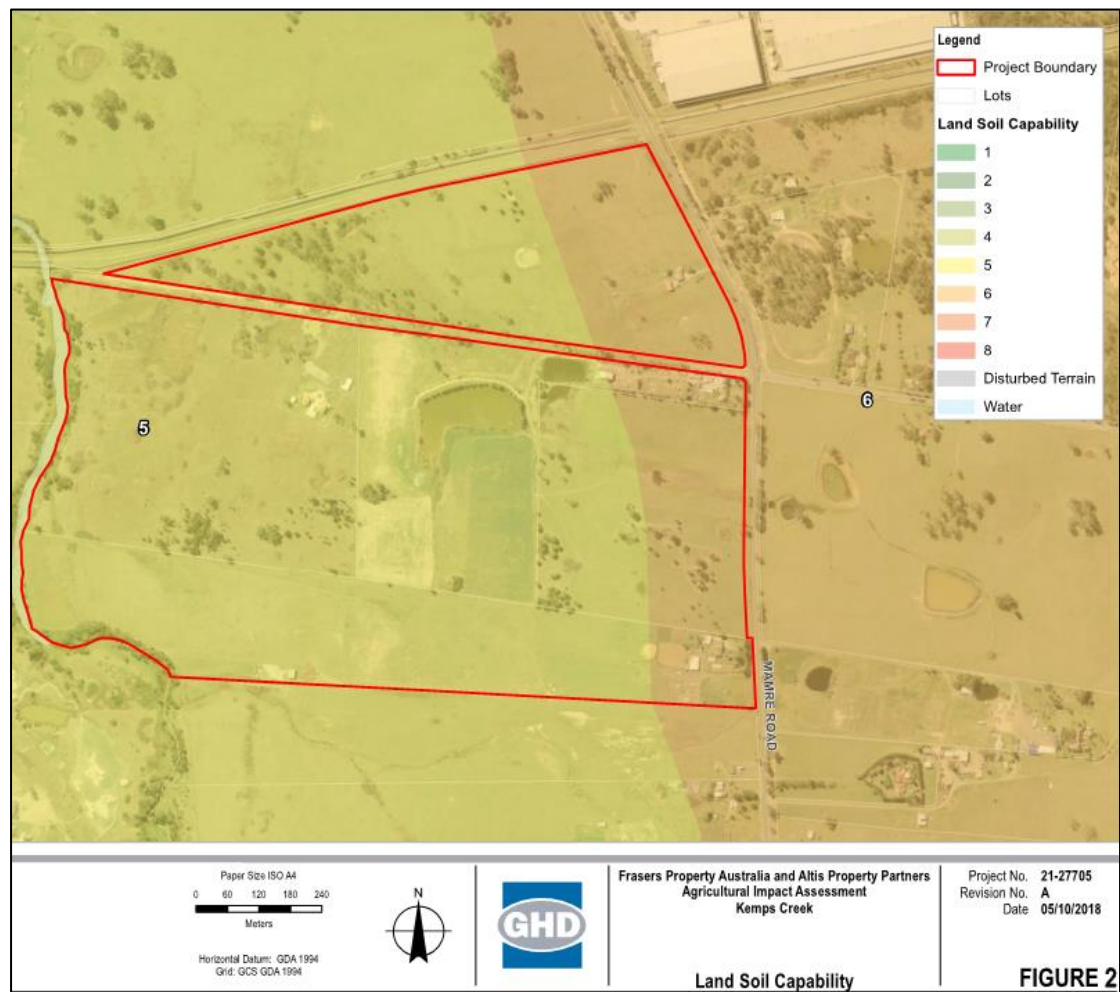 Legend
Project Boundary
Lots
Land Soil Capability
1
2
3
4
5
6
7
8
Disturbed Terrain
Water
5
6
MAMRE ROAD
Paper Size ISO A4
0 60 120 180 240
Meters
Horizontal Datum: GDA 1994
Grid: GCS GDA 1994
N
GHD
Frasers Property Australia and Altis Property Partners
Agricultural Impact Assessment
Kemps Creek
Land Soil Capability
Project No. 21-27705
Revision No. A
Date 05/10/2018
FIGURE 2